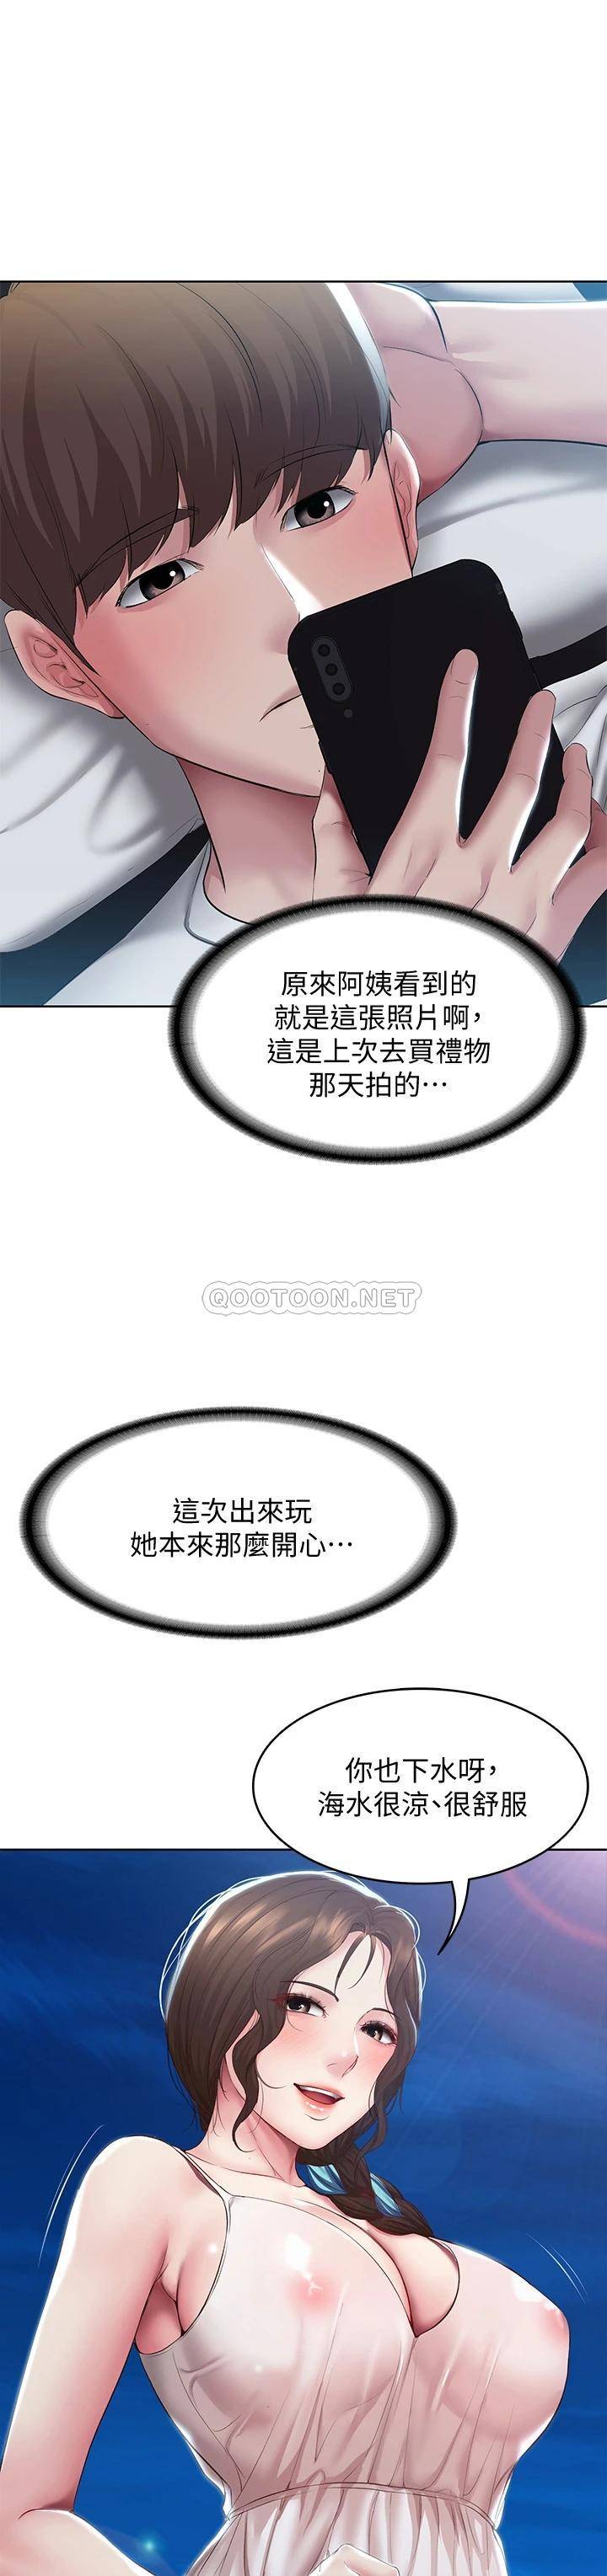 原來阿姨看到的
就是這張照片啊，
這是上次去買禮物
那天拍的⋯
QOOTOON.NET
這次出來玩
她本來那麼開心⋯
你也下水呀，
海水很涼、很舒服